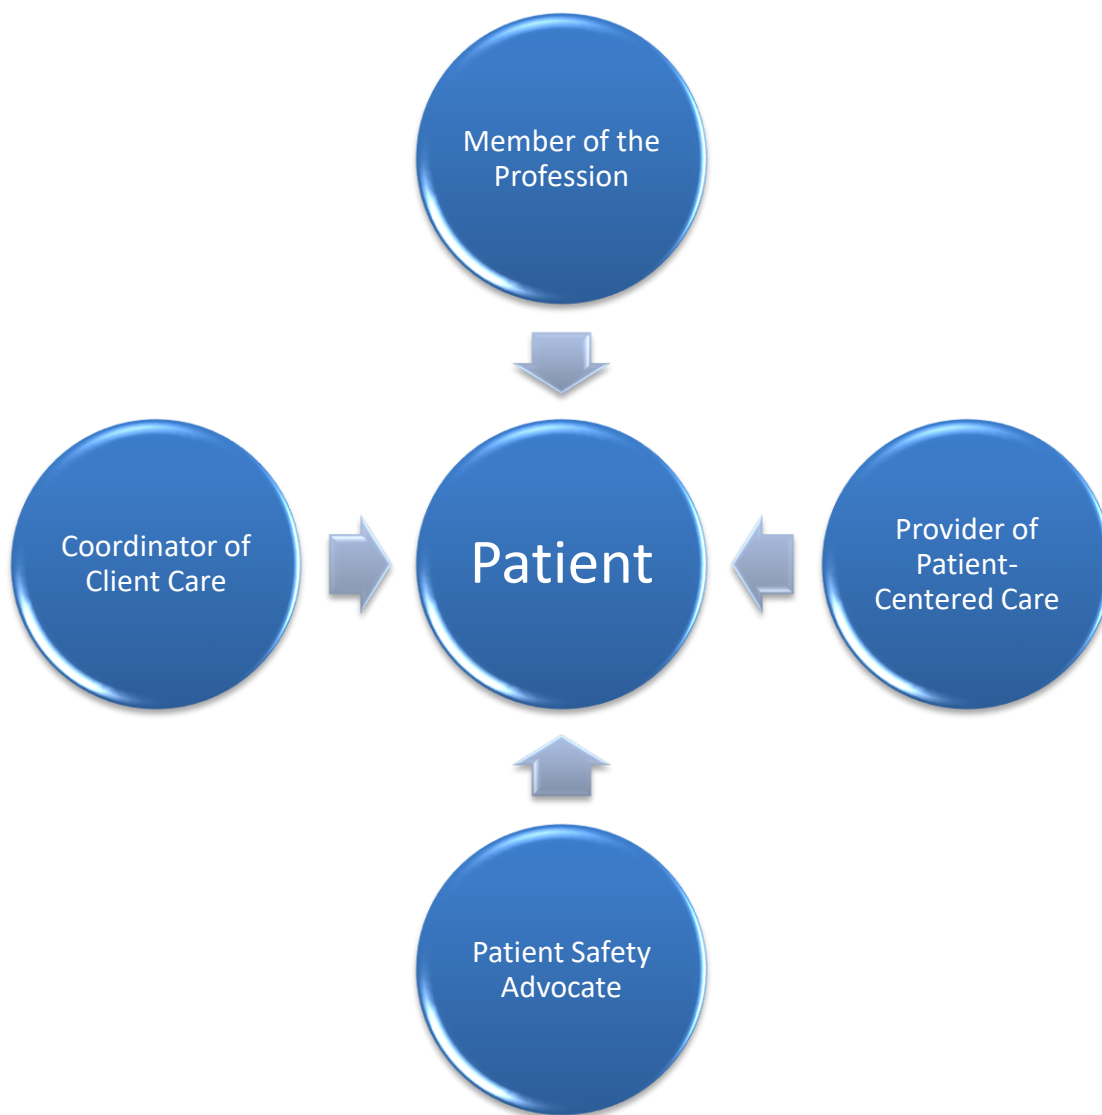 Member of the
Profession
Coordinator of
Client Care
Patient
Provider of
Patient-
Centered Care
Patient Safety
Advocate